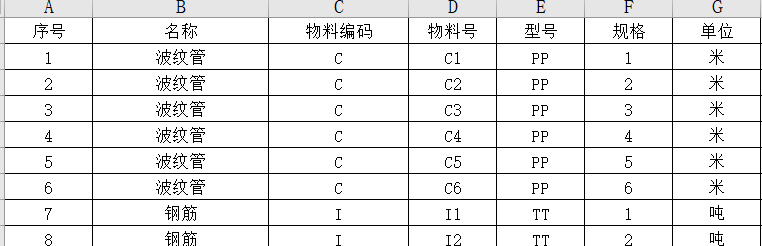 A B C D E F G
序号 名称 物料编码 物料号 型号 规格 单位
1 波纹管 C C1 PP 1 米
2 波纹管 C C2 PP 2 米
3 波纹管 C C3 PP 3 米
4 波纹管 C C4 PP 4 米
5 波纹管 C C5 PP 5 米
6 波纹管 C C6 PP 6 米
7 钢筋 I I1 TT 1 吨
8 钢筋 I I2 TT 2 吨